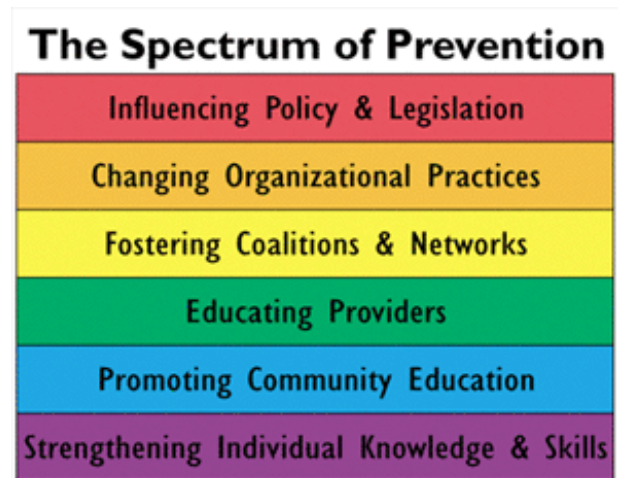 The Spectrum of Prevention
Influencing Policy & Legislation
Changing Organizational Practices
Fostering Coalitions & Networks
Educating Providers
Promoting Community Education
Strengthening Individual Knowledge & Skills